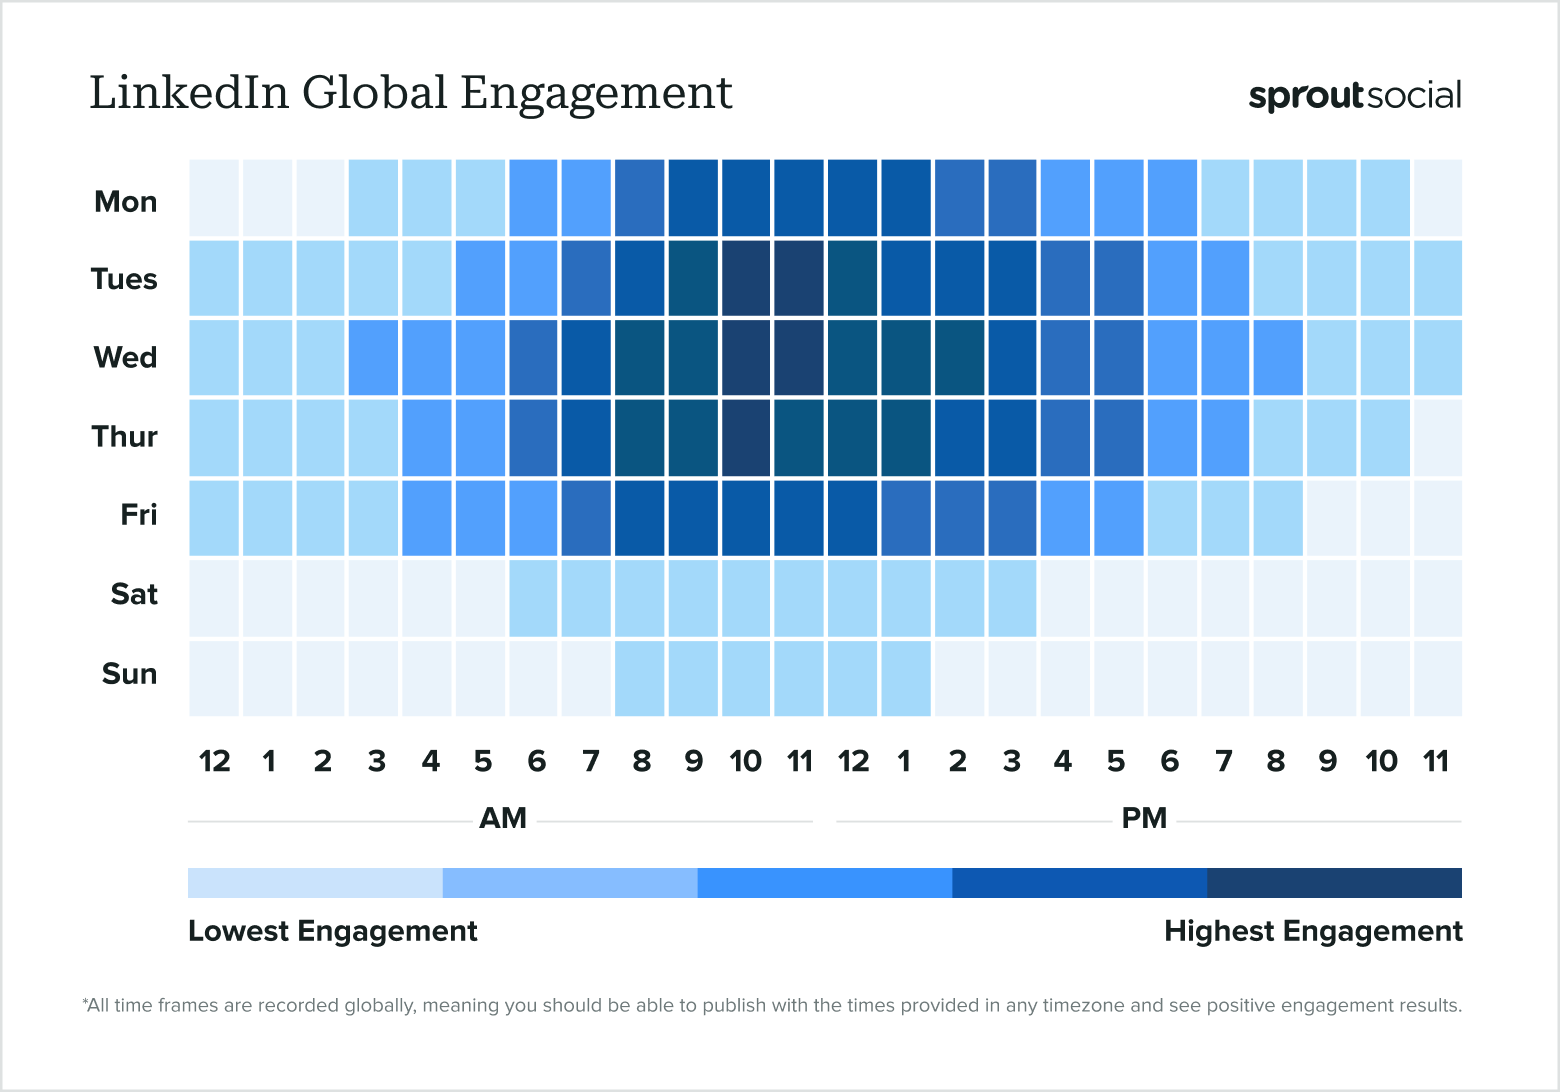 LinkedIn Global Engagement
sproutsocial
Mon
Tues
Wed
Thur
Fri
Sat
Sun
12 1 2 3 4 5 6 7 8 9 10 11 12 1 2 3 4 5 6 7 8 9 10 11
AM PM
Lowest Engagement Highest Engagement
*All time frames are recorded globally, meaning you should be able to publish with the times provided in any timezone and see positive engagement results.